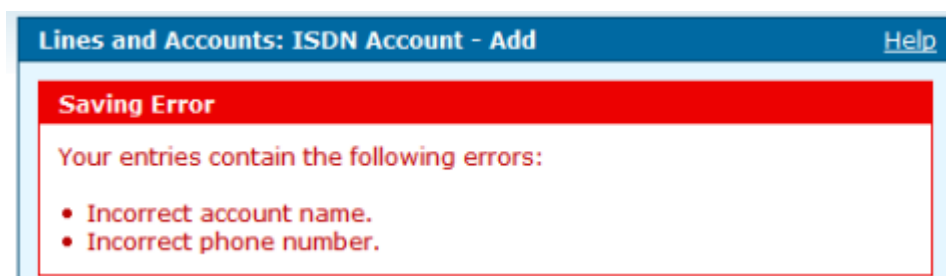 Lines and Accounts: ISDN Account - Add Help
Saving Error
Your entries contain the following errors:
• Incorrect account name.
• Incorrect phone number.